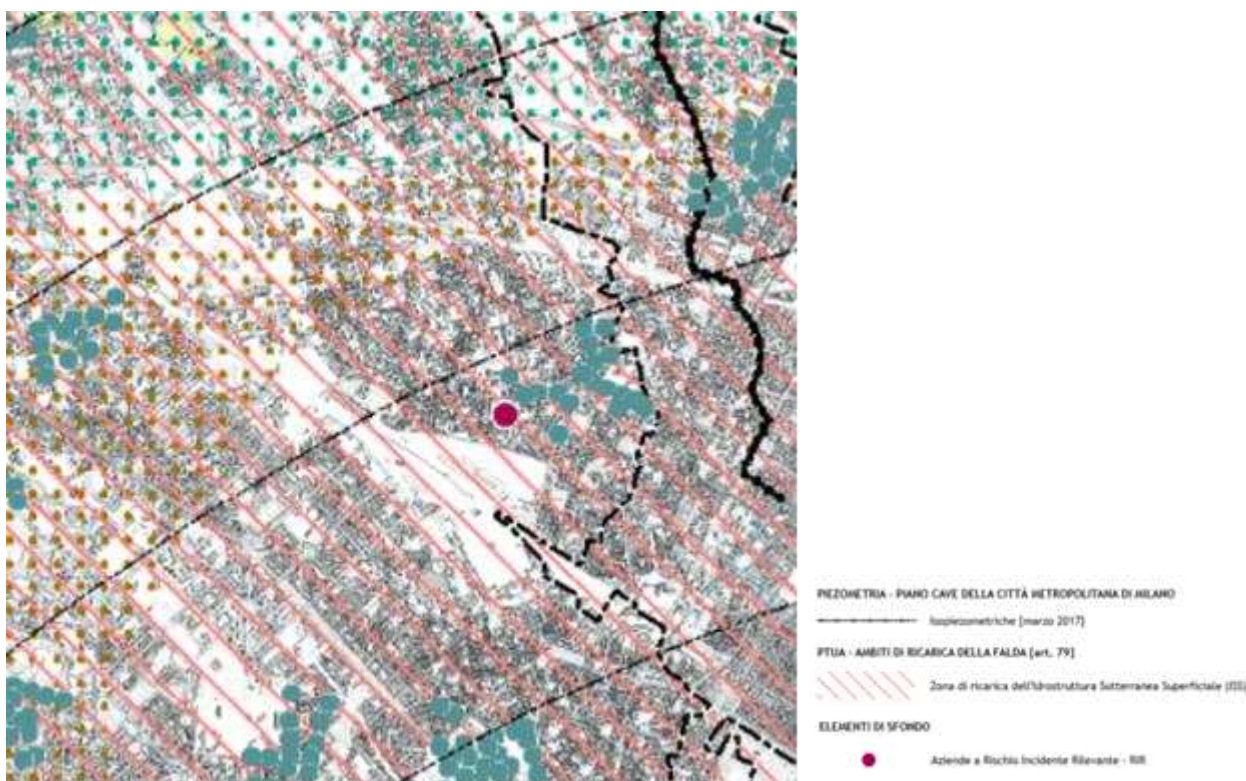 PIEZOMETRIA - PIANO CAVE DELLA CITTÀ METROPOLITANA DI MILANO
Isopiezometriche [marzo 2017]
PTUA - AMBITI DI RICARICA DELLA FALDA [art. 79]
Zona di ricarica dell'Idrostruttura Sotterranea Superficiale (ISS)
ELEMENTI DI SFONDO
Aziende a Rischio Incidente Rilevante - RIR